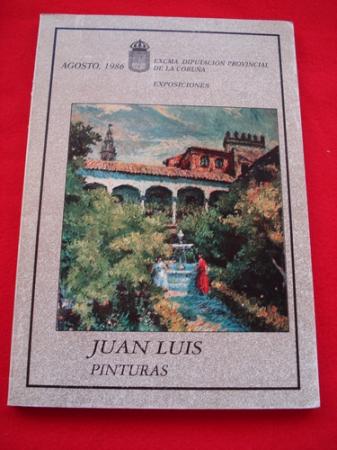 AGOSTO, 1986
EXCMA. DIPUTACIÓN PROVINCIAL
DE LA CORUÑA
EXPOSICIONES
JUAN LUIS
PINTURAS